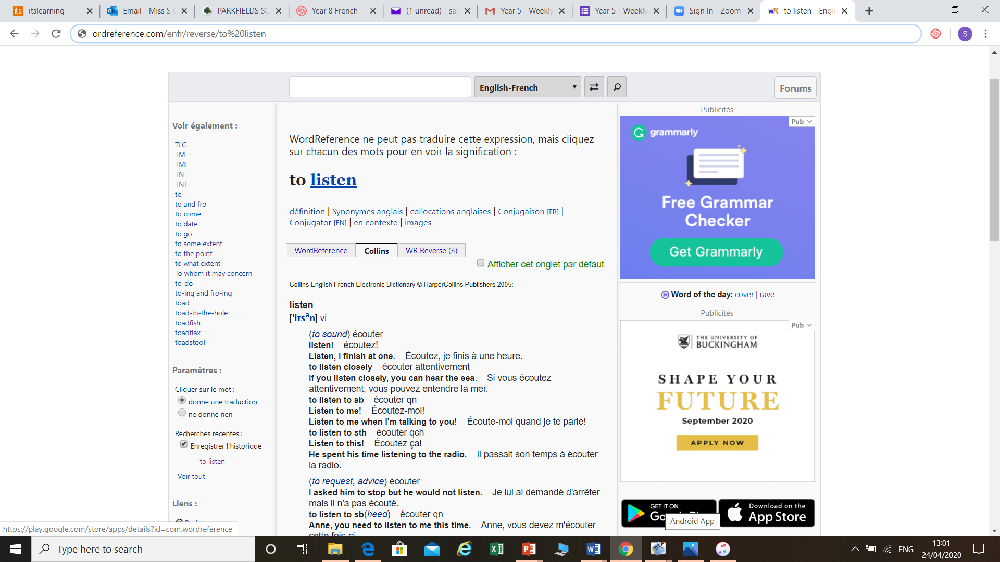 itslearning
Email - Miss S
PARKFIELDS SC
Year 8 French -
(1 unread) - sar
Year 5 - Weekly
Year 5 - Weekly
Sign In - Zoom
to listen - Engli
ordreference.com/enfr/reverse/to%20listen
S
English-French
Forums
Voir également :
TLC
TM
TMI
TN
TNT
to
to and fro
to come
to date
to go
to some extent
to the point
to what extent
To whom it may concern
to-do
to-ing and fro-ing
toad
toad-in-the-hole
toadfish
toadflax
toadstool
Paramètres :
Cliquer sur le mot :
donne une traduction
ne donne rien
Recherches récentes :
Enregistrer l'historique
to listen
Voir tout
Liens :
WordReference ne peut pas traduire cette expression, mais cliquez
sur chacun des mots pour en voir la signification :
to listen
définition | Synonymes anglais | collocations anglaises | Conjugaison [FR] |
Conjugator [EN] | en contexte | images
WordReference
Collins
WR Reverse (3)
Afficher cet onglet par défaut
Collins English French Electronic Dictionary © HarperCollins Publishers 2005:
listen
['lɪsᵊn] vi
(to sound) écouter
listen! écoutez!
Listen, I finish at one. Écoutez, je finis à une heure.
to listen closely écouter attentivement
If you listen closely, you can hear the sea. Si vous écoutez
attentivement, vous pouvez entendre la mer.
to listen to sb écouter qn
Listen to me! Écoutez-moi!
Listen to me when I'm talking to you! Écoute-moi quand je te parle!
to listen to sth écouter qch
Listen to this! Écoutez ça!
He spent his time listening to the radio. Il passait son temps à écouter
la radio.
(to request, advice) écouter
I asked him to stop but he would not listen. Je lui ai demandé d'arrêter
mais il n'a pas écouté.
to listen to sb(heed) écouter qn
Anne, you need to listen to me this time. Anne, vous devez m'écouter
cette fois-ci
Publicités
Pub
grammarly
Free Grammar
Checker
Get Grammarly
Word of the day: cover | rave
Publicités
Pub
THE UNIVERSITY OF
BUCKINGHAM
SHAPE YOUR
FUTURE
September 2020
APPLY NOW
GET IT ON
Android App
Download on the
App Store
https://play.google.com/store/apps/details?id=com.wordreference
Type here to search
ENG
13:01
24/04/2020